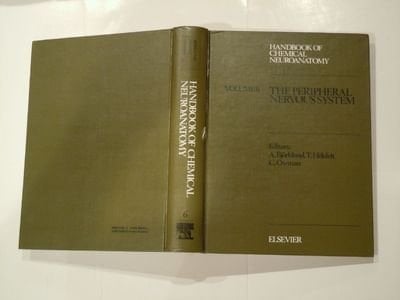 HANDBOOK OF
CHEMICAL
NEUROANATOMY
VOLUME 6
THE PERIPHERAL
NERVOUS SYSTEM
Editors:
A. Björklund, T. Hökfelt
C. Owman
ELSEVIER
HANDBOOK OF CHEMICAL
NEUROANATOMY
6